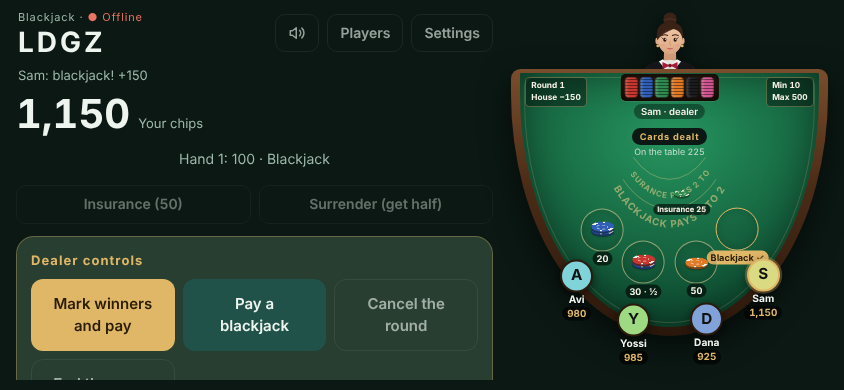 Blackjack · Offline
LDGZ
Players
Settings
Sam: blackjack! +150
1,150 Your chips
Hand 1: 100 · Blackjack
Insurance (50)
Surrender (get half)
Dealer controls
Mark winners
and pay
Pay a
blackjack
Cancel the
round
Round 1
House −150
Min 10
Max 500
Sam · dealer
Cards dealt
On the table 225
2 TO
BLACKJACK PAYS
TO 2
Insurance 25
20
30 · ½
50
Blackjack
A
Avi
980
Y
Yossi
985
D
Dana
925
S
Sam
1,150